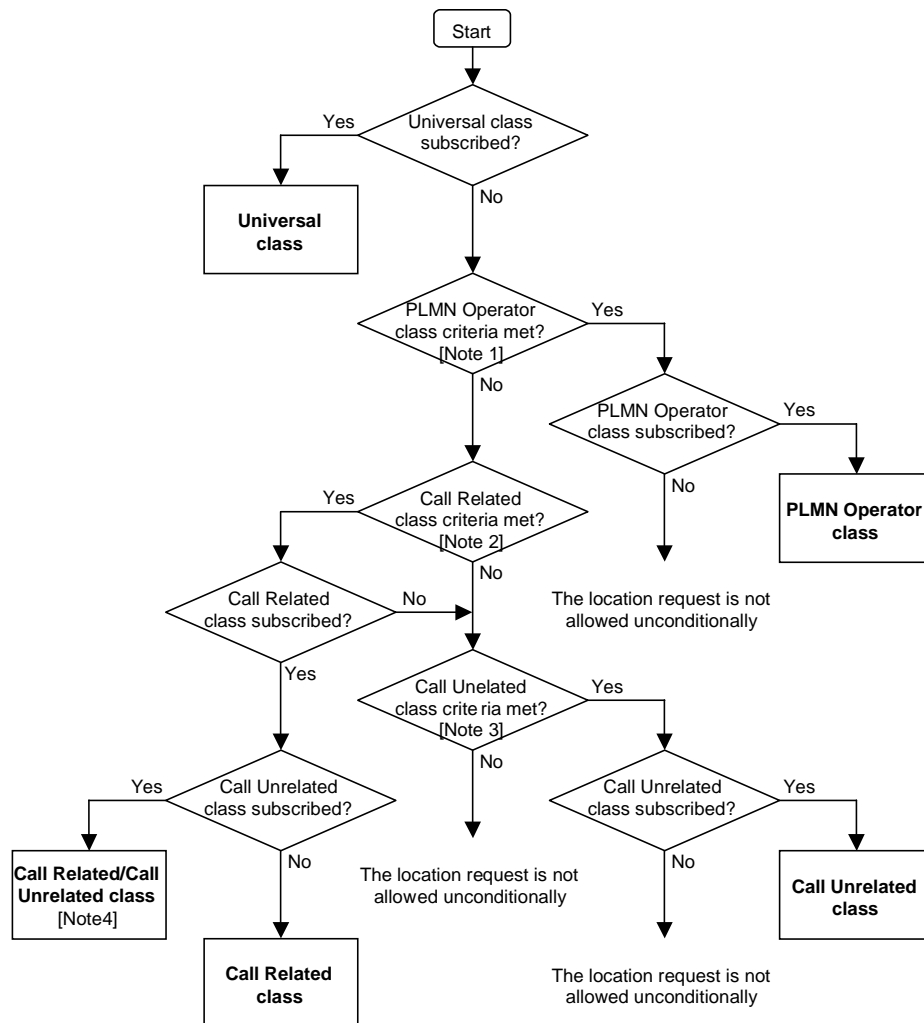 Start
Universal class
subscribed?
Yes
No
Universal
class
PLMN Operator
class criteria met?
[Note 1]
Yes
No
PLMN Operator
class subscribed?
Yes
No
PLMN Operator
class
Call Related
class criteria met?
[Note 2]
Yes
No
The location request is not
allowed unconditionally
Call Related
class subscribed?
No
Yes
Call Unelated
class criteria met?
[Note 3]
Yes
No
Call Unrelated
class subscribed?
Yes
No
Call Unrelated
class subscribed?
Yes
No
Call Related/Call
Unrelated class
[Note4]
The location request is not
allowed unconditionally
Call Unrelated
class
Call Related
class
The location request is not
allowed unconditionally